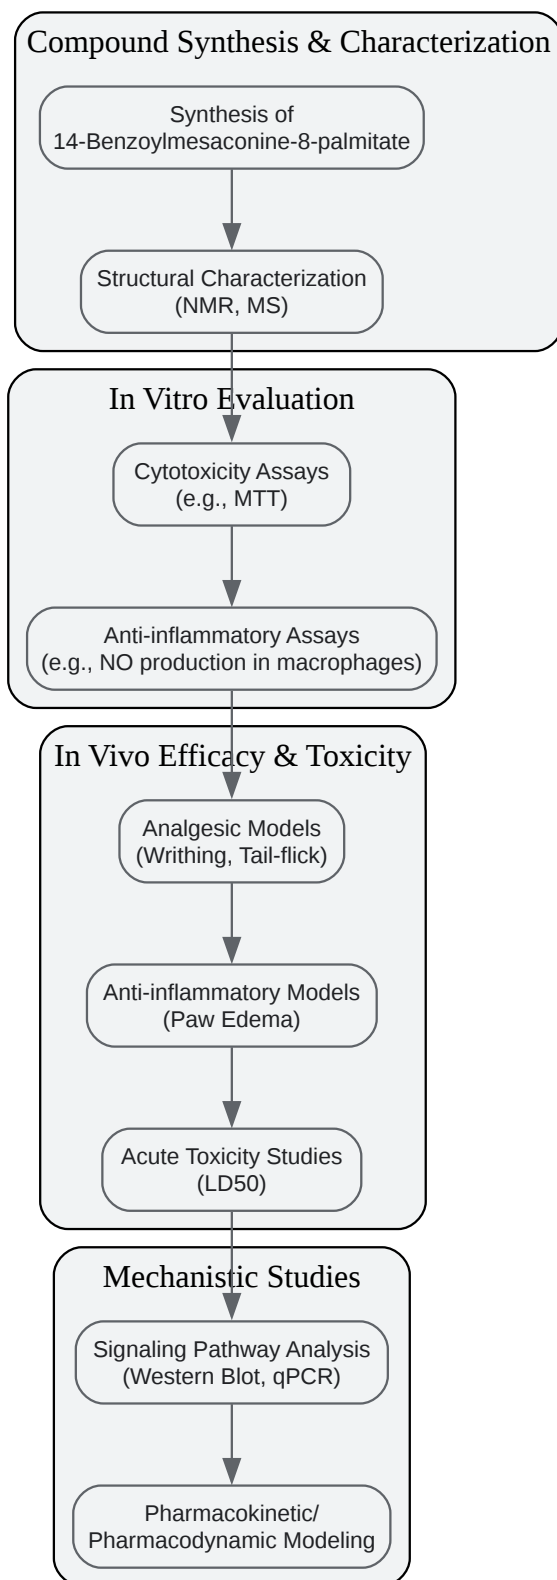 Compound Synthesis & Characterization
Synthesis of
14-Benzoylmesaconine-8-palmitate
Structural Characterization
(NMR, MS)
In Vitro Evaluation
Cytotoxicity Assays
(e.g., MTT)
Anti-inflammatory Assays
(e.g., NO production in macrophages)
In Vivo Efficacy & Toxicity
Analgesic Models
(Writhing, Tail-flick)
Anti-inflammatory Models
(Paw Edema)
Acute Toxicity Studies
(LD50)
Mechanistic Studies
Signaling Pathway Analysis
(Western Blot, qPCR)
Pharmacokinetic/
Pharmacodynamic Modeling